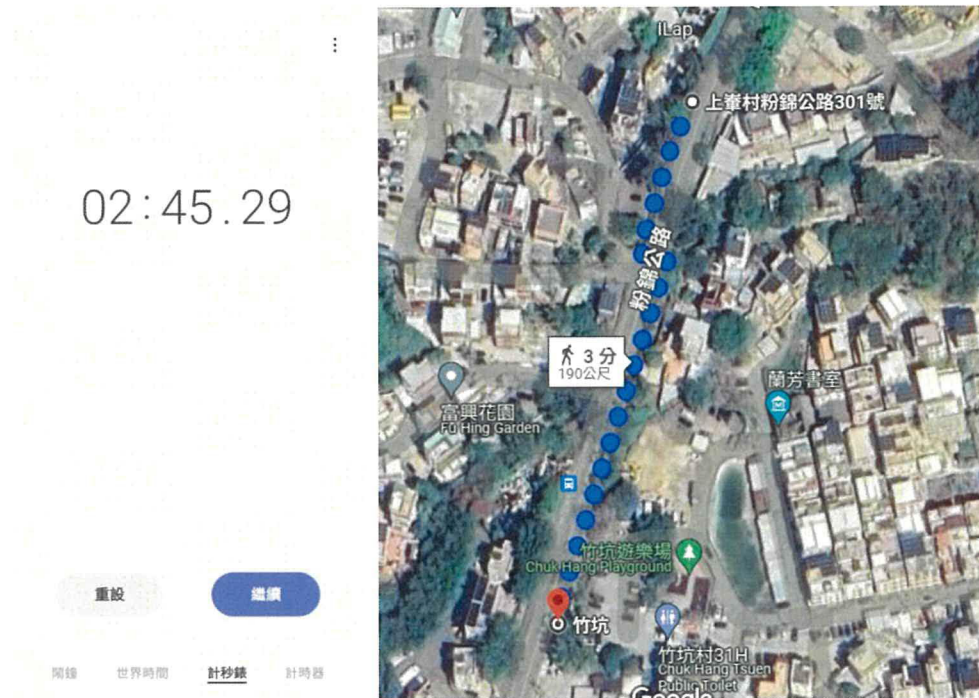 02:45.29
重設
繼續
鬧鐘
世界時間
計秒錶
計時器
ILap
上輋村粉錦公路301號
粉錦公路
3 分
190公尺
富興花園
Fu Hing Garden
蘭芳書室
竹坑遊樂場
Chuk Hang Playground
竹坑
竹坑村31H
Chuk Hang Tsuen
Public Toilet
Google